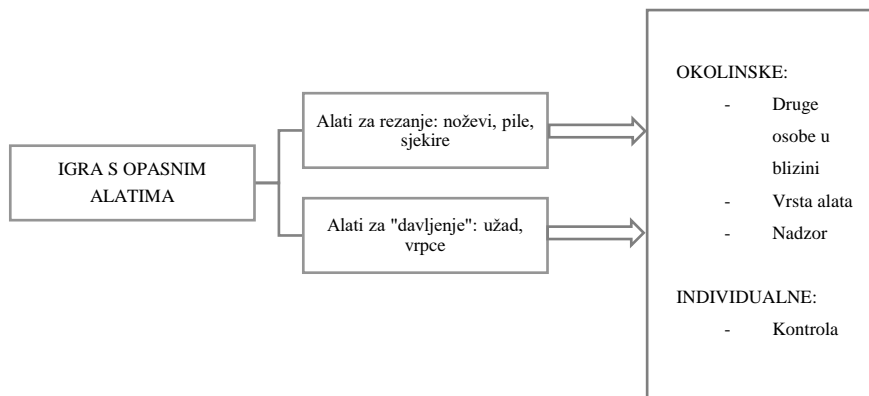 IGRA S OPASNIM
ALATIMA
Alati za rezanje: noževi, pile,
sjekire
Alati za "davljenje": užad,
vrpce
OKOLINSKE:
- Druge
osobe u
blizini
- Vrsta alata
- Nadzor
INDIVIDUALNE:
- Kontrola